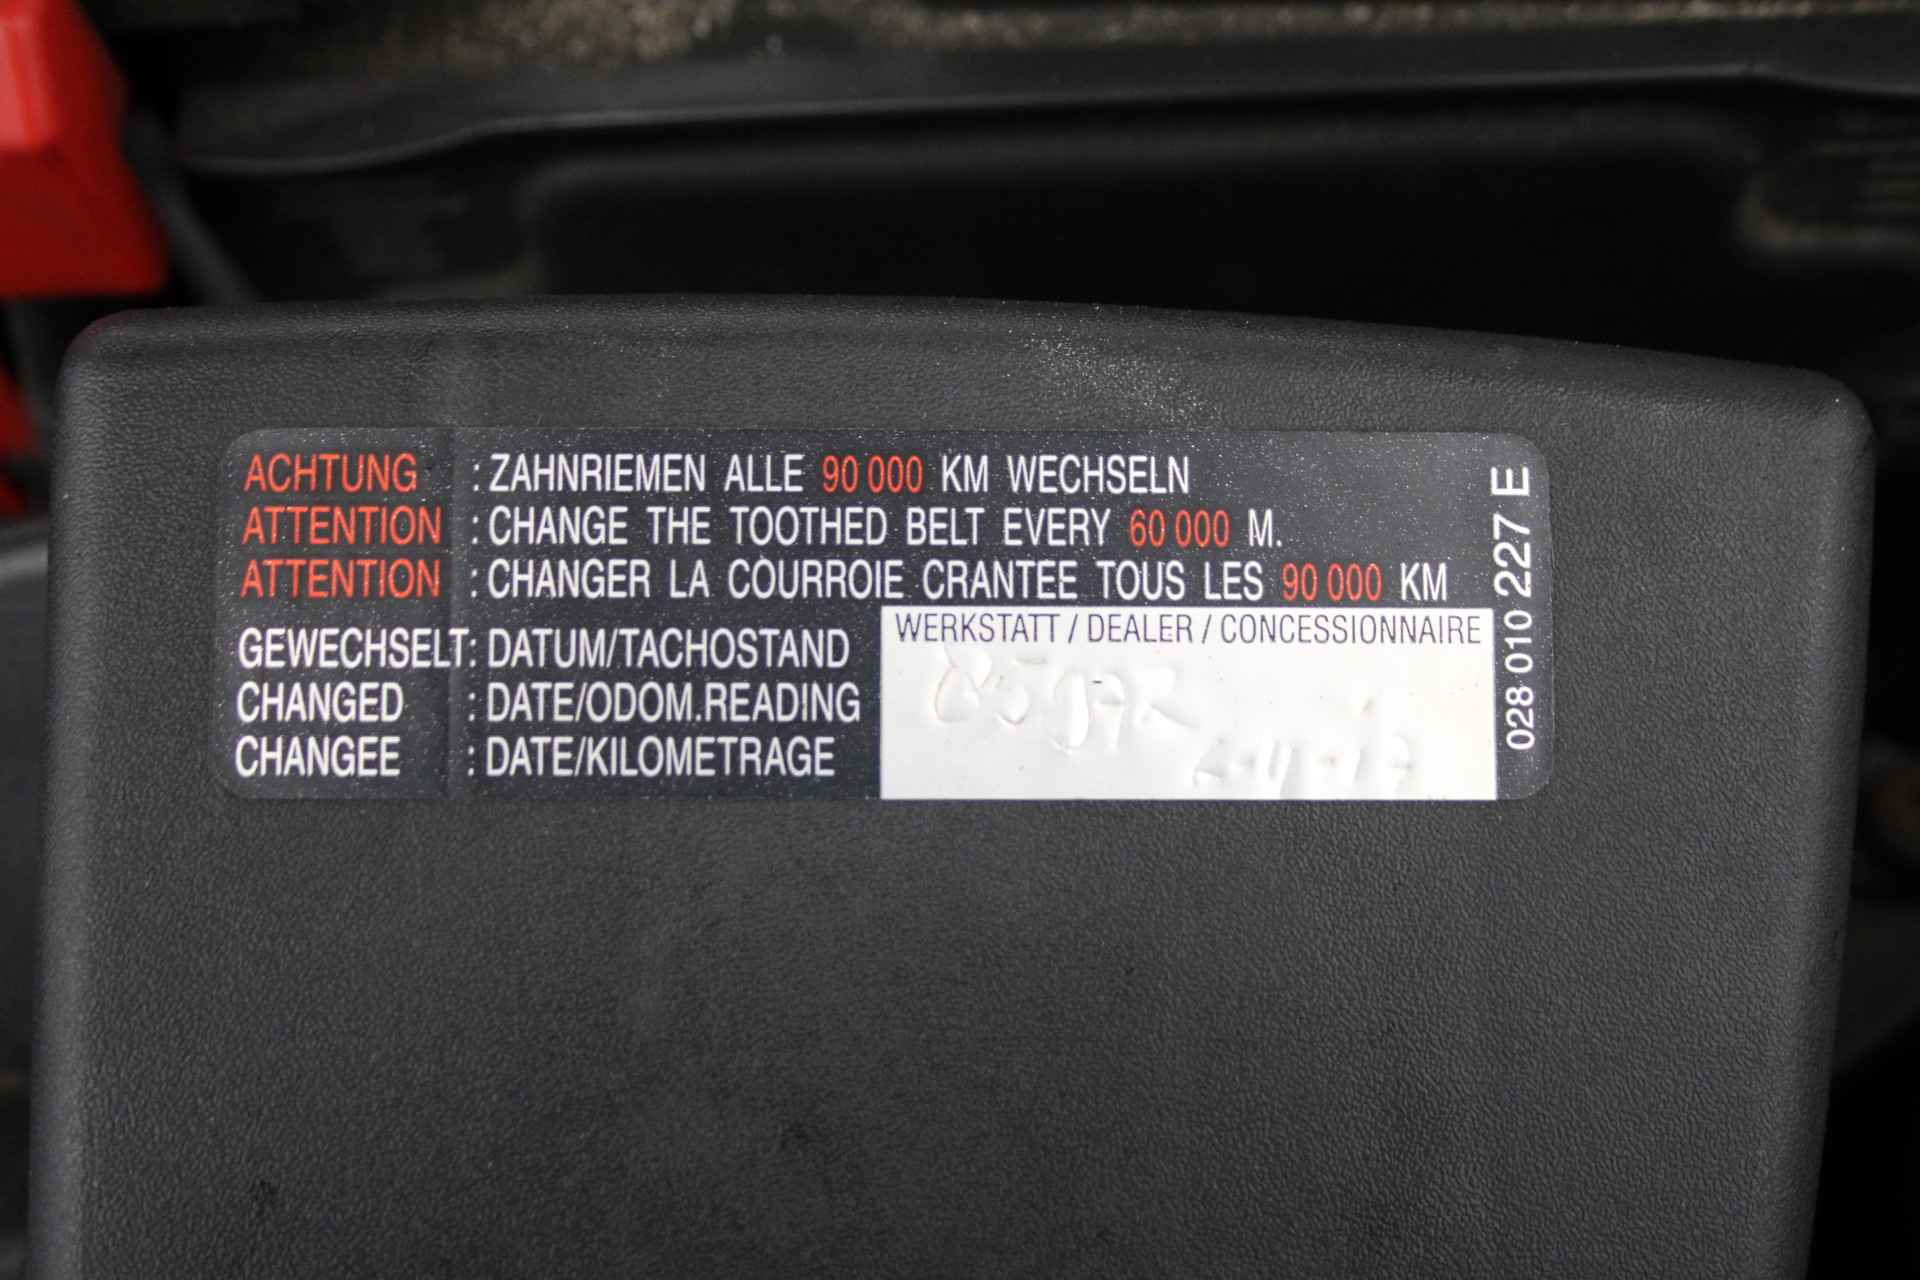 ACHTUNG : ZAHNRIEMEN ALLE 90 000 KM WECHSELN
ATTENTION : CHANGE THE TOOTHED BELT EVERY 60 000 M.
ATTENTION : CHANGER LA COURROIE CRANTEE TOUS LES 90 000 KM
GEWECHSELT: DATUM/TACHOSTAND
CHANGED : DATE/ODOM.READING
CHANGEE : DATE/KILOMETRAGE
WERKSTATT / DEALER / CONCESSIONNAIRE
028 010 227 E